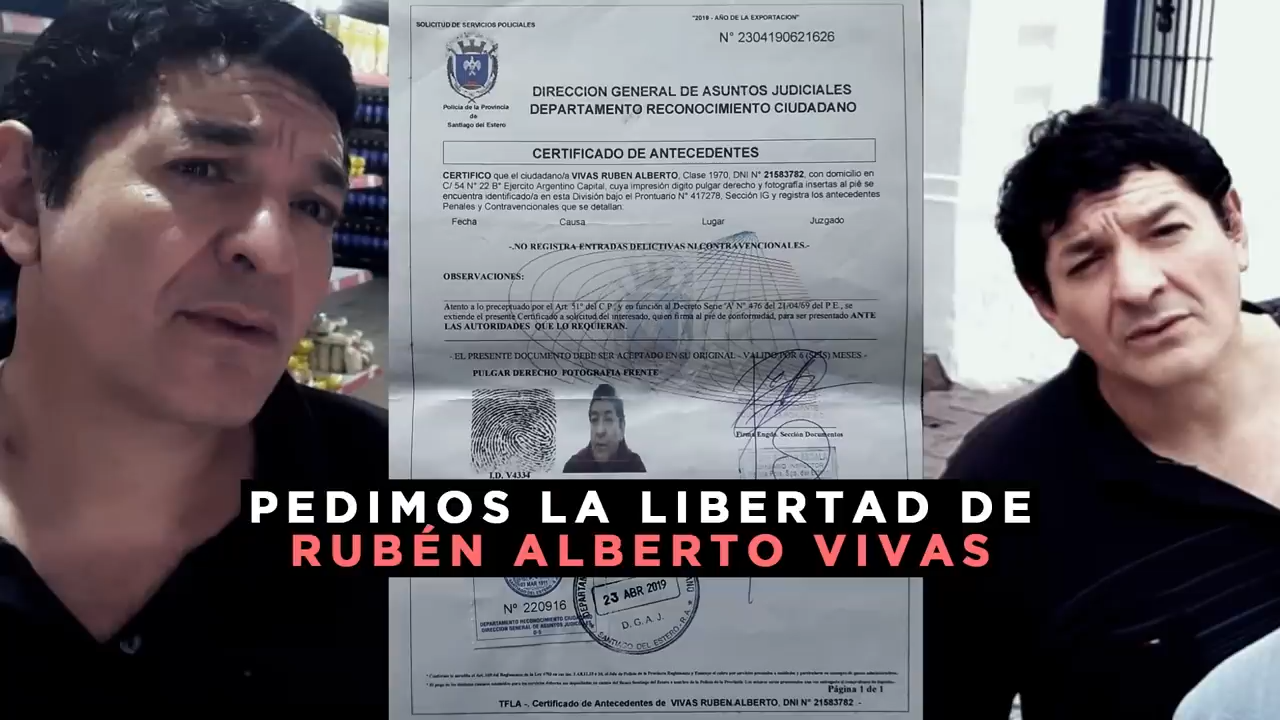 SOLICITUD DE SERVICIOS POLICIALES
"2019 - AÑO DE LA EXPORTACION"
N° 2304190621626
Policía de la Provincia
de
Santiago del Estero
DIRECCION GENERAL DE ASUNTOS JUDICIALES
DEPARTAMENTO RECONOCIMIENTO CIUDADANO
CERTIFICADO DE ANTECEDENTES
CERTIFICO que el ciudadano/a VIVAS RUBEN ALBERTO, Clase 1970, DNI N° 21583782, con domicilio en
C/ 54 N° 22 B° Ejercito Argentino Capital, cuya impresión digito pulgar derecho y fotografía insertas al pié se
encuentra identificado/a en esta División bajo el Prontuario N° 417278, Sección IG y registra los antecedentes
Penales y Contravencionales que se detallan.
Fecha Causa Lugar Juzgado
-.NO REGISTRA ENTRADAS DELICTIVAS NI CONTRAVENCIONALES.-
OBSERVACIONES:
Atento a lo preceptuado por el Art. 51° del C.P. y en función al Decreto Serie "A" N° 476 del 21/04/69 del P.E., se
extiende el presente Certificado a solicitud del interesado, quien firma al pie de conformidad, para ser presentado ANTE
LAS AUTORIDADES QUE LO REQUIERAN.
- EL PRESENTE DOCUMENTO DEBE SER ACEPTADO EN SU ORIGINAL - VALIDO POR 6 (SEIS) MESES.-
PULGAR DERECHO FOTOGRAFIA FRENTE
Firma Engdo. Sección Documentos
I.D. V4334
PEDIMOS LA LIBERTAD DE
RUBÉN ALBERTO VIVAS
N° 220916
DEPARTAMENTO RECONOCIMIENTO CIUDADANO
DIRECCION GENERAL DE ASUNTOS JUDICIALES
23 ABR 2019
D. G. A. J.
SANTIAGO DEL ESTERO - R.A.
Página 1 de 1
TFLA -. Certificado de Antecedentes de VIVAS RUBEN ALBERTO, DNI N° 21583782 -